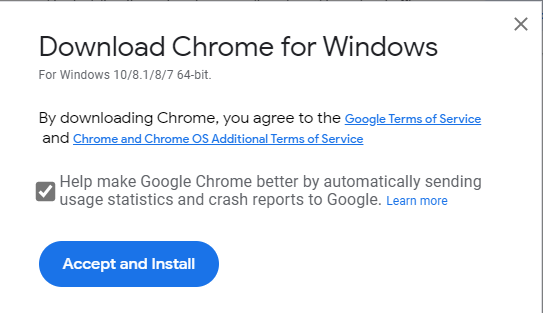 Download Chrome for Windows
For Windows 10/8.1/8/7 64-bit.
By downloading Chrome, you agree to the Google Terms of Service
and Chrome and Chrome OS Additional Terms of Service
Help make Google Chrome better by automatically sending
usage statistics and crash reports to Google. Learn more
Accept and Install